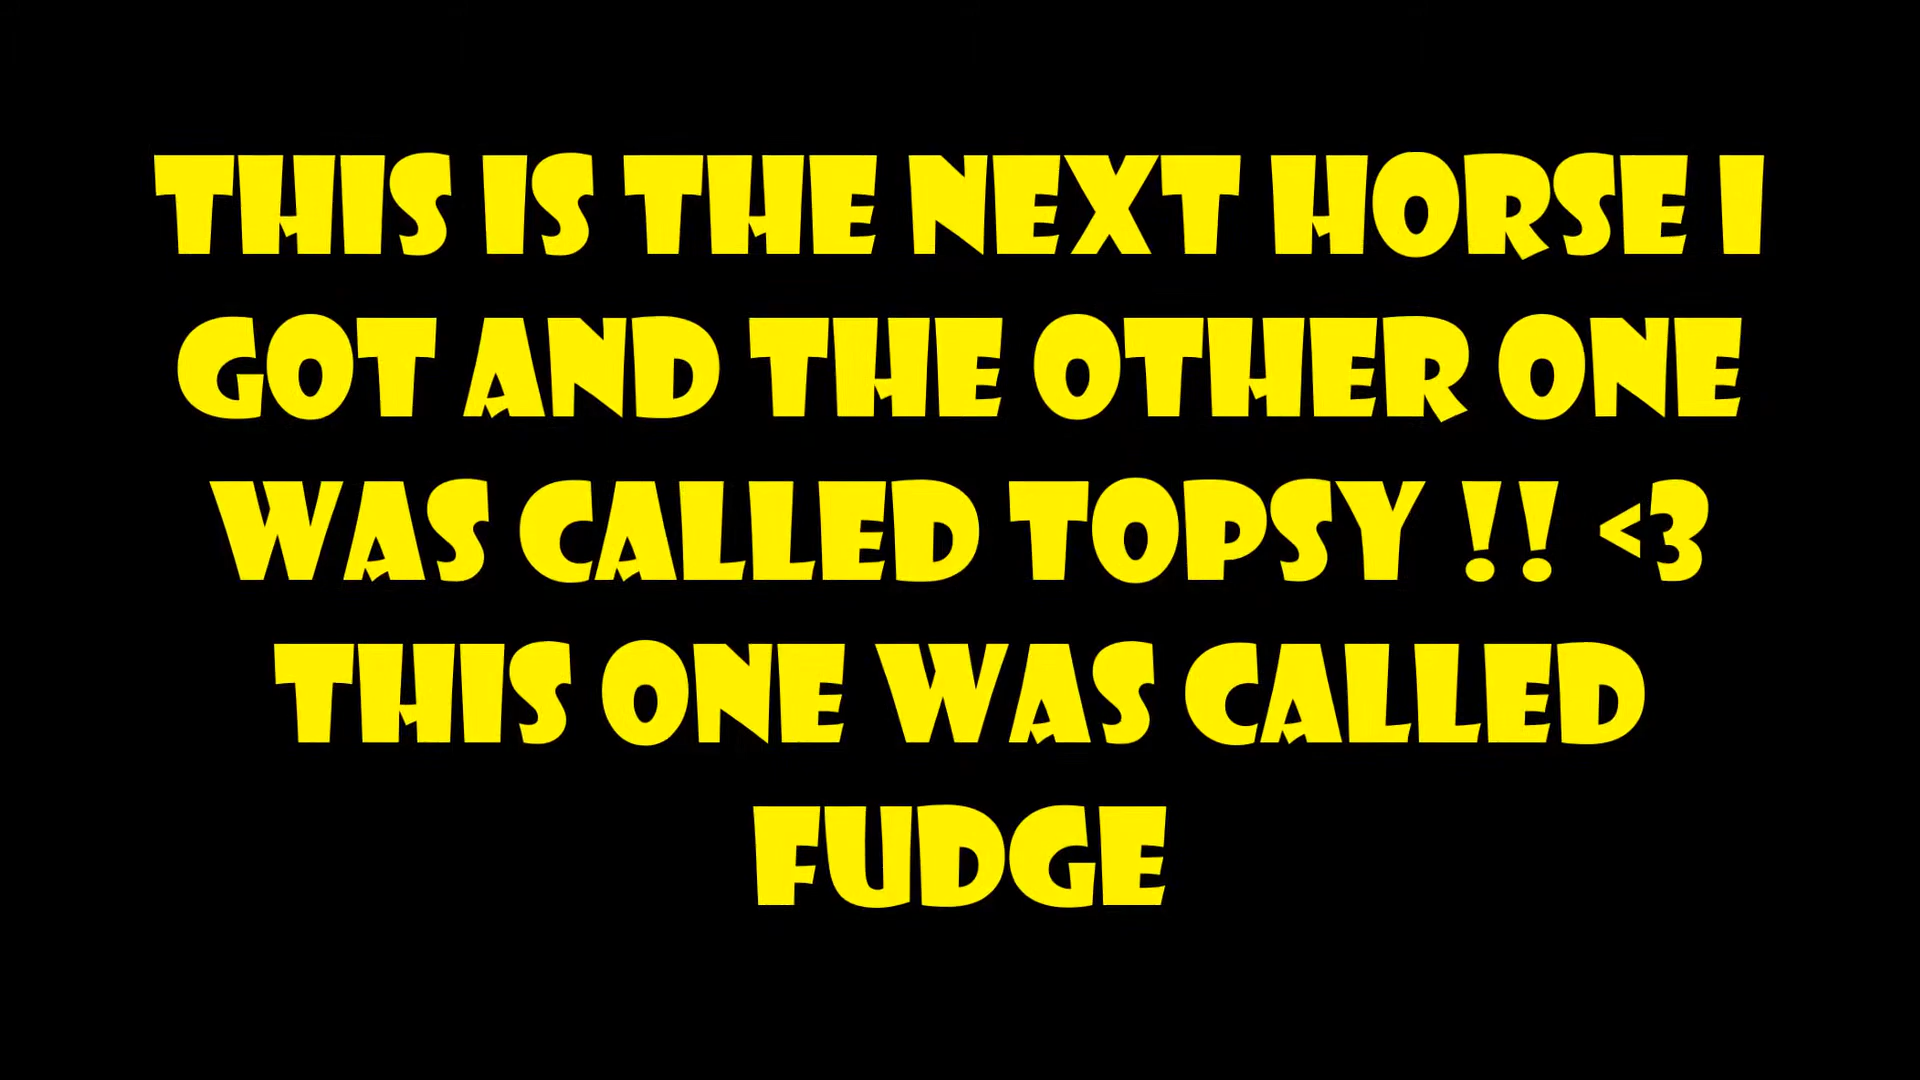 THIS IS THE NEXT HORSE I
GOT AND THE OTHER ONE
WAS CALLED TOPSY !! <3
THIS ONE WAS CALLED
FUDGE